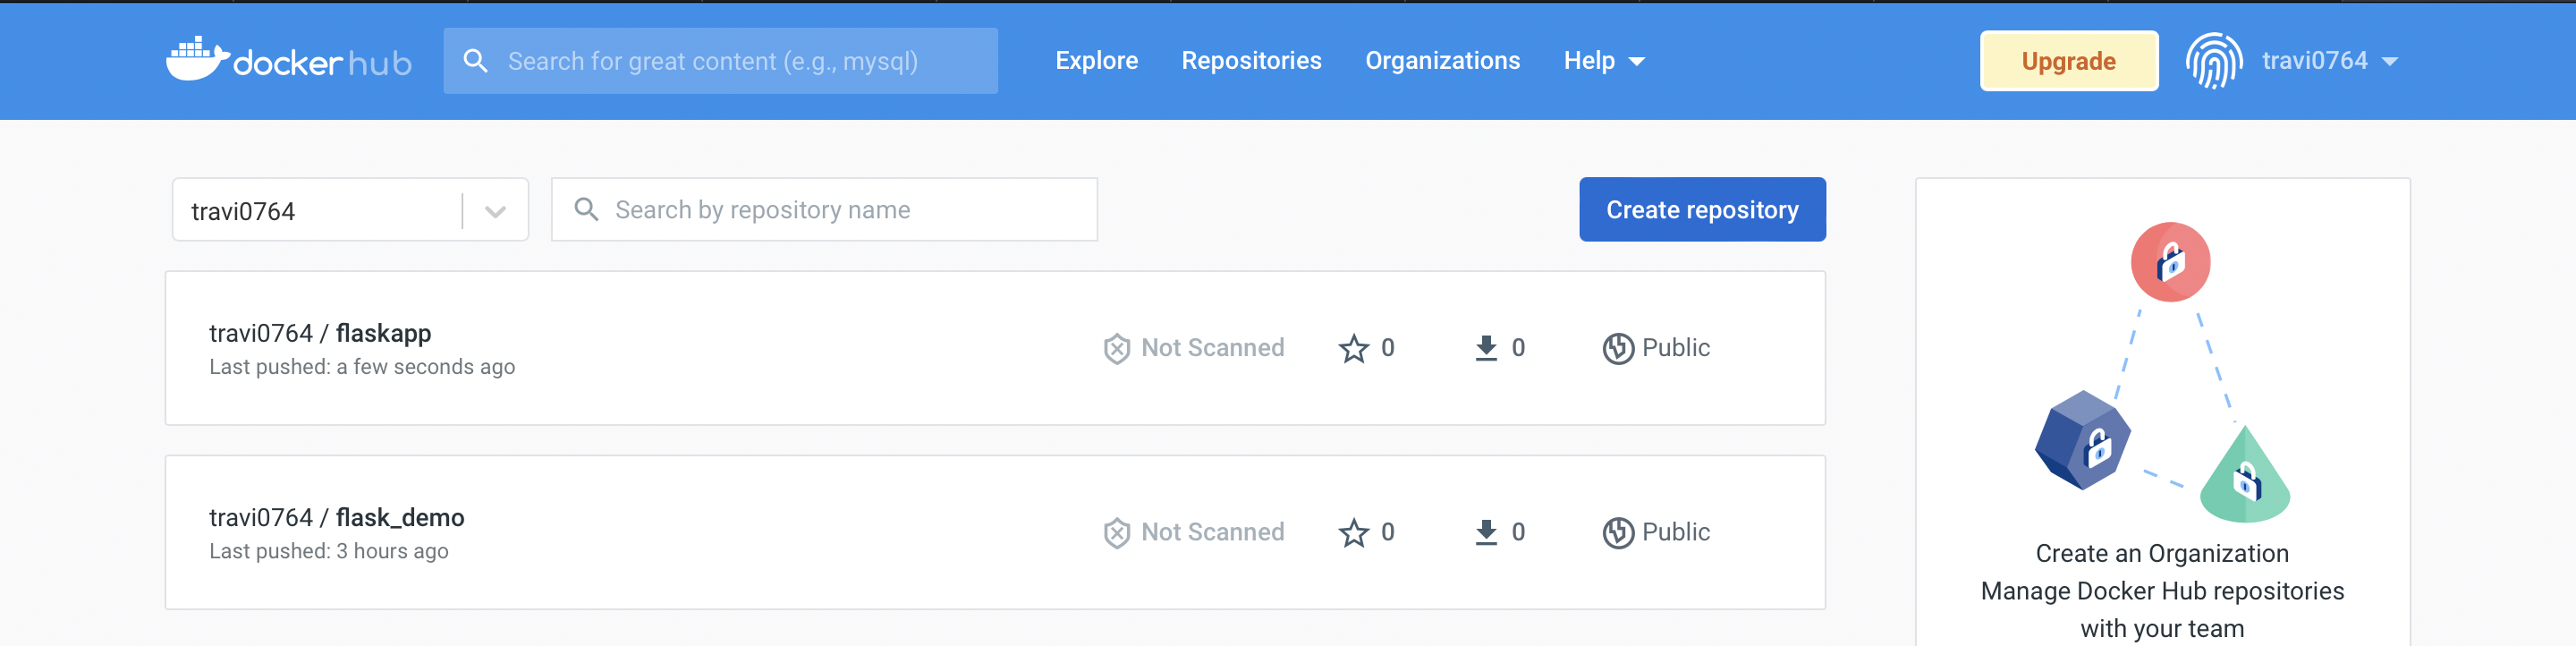 docker hub
Search for great content (e.g., mysql)
Explore
Repositories
Organizations
Help
Upgrade
travi0764
travi0764
Search by repository name
Create repository
travi0764 / flaskapp
Last pushed: a few seconds ago
Not Scanned
0
0
Public
travi0764 / flask_demo
Last pushed: 3 hours ago
Not Scanned
0
0
Public
Create an Organization
Manage Docker Hub repositories
with your team